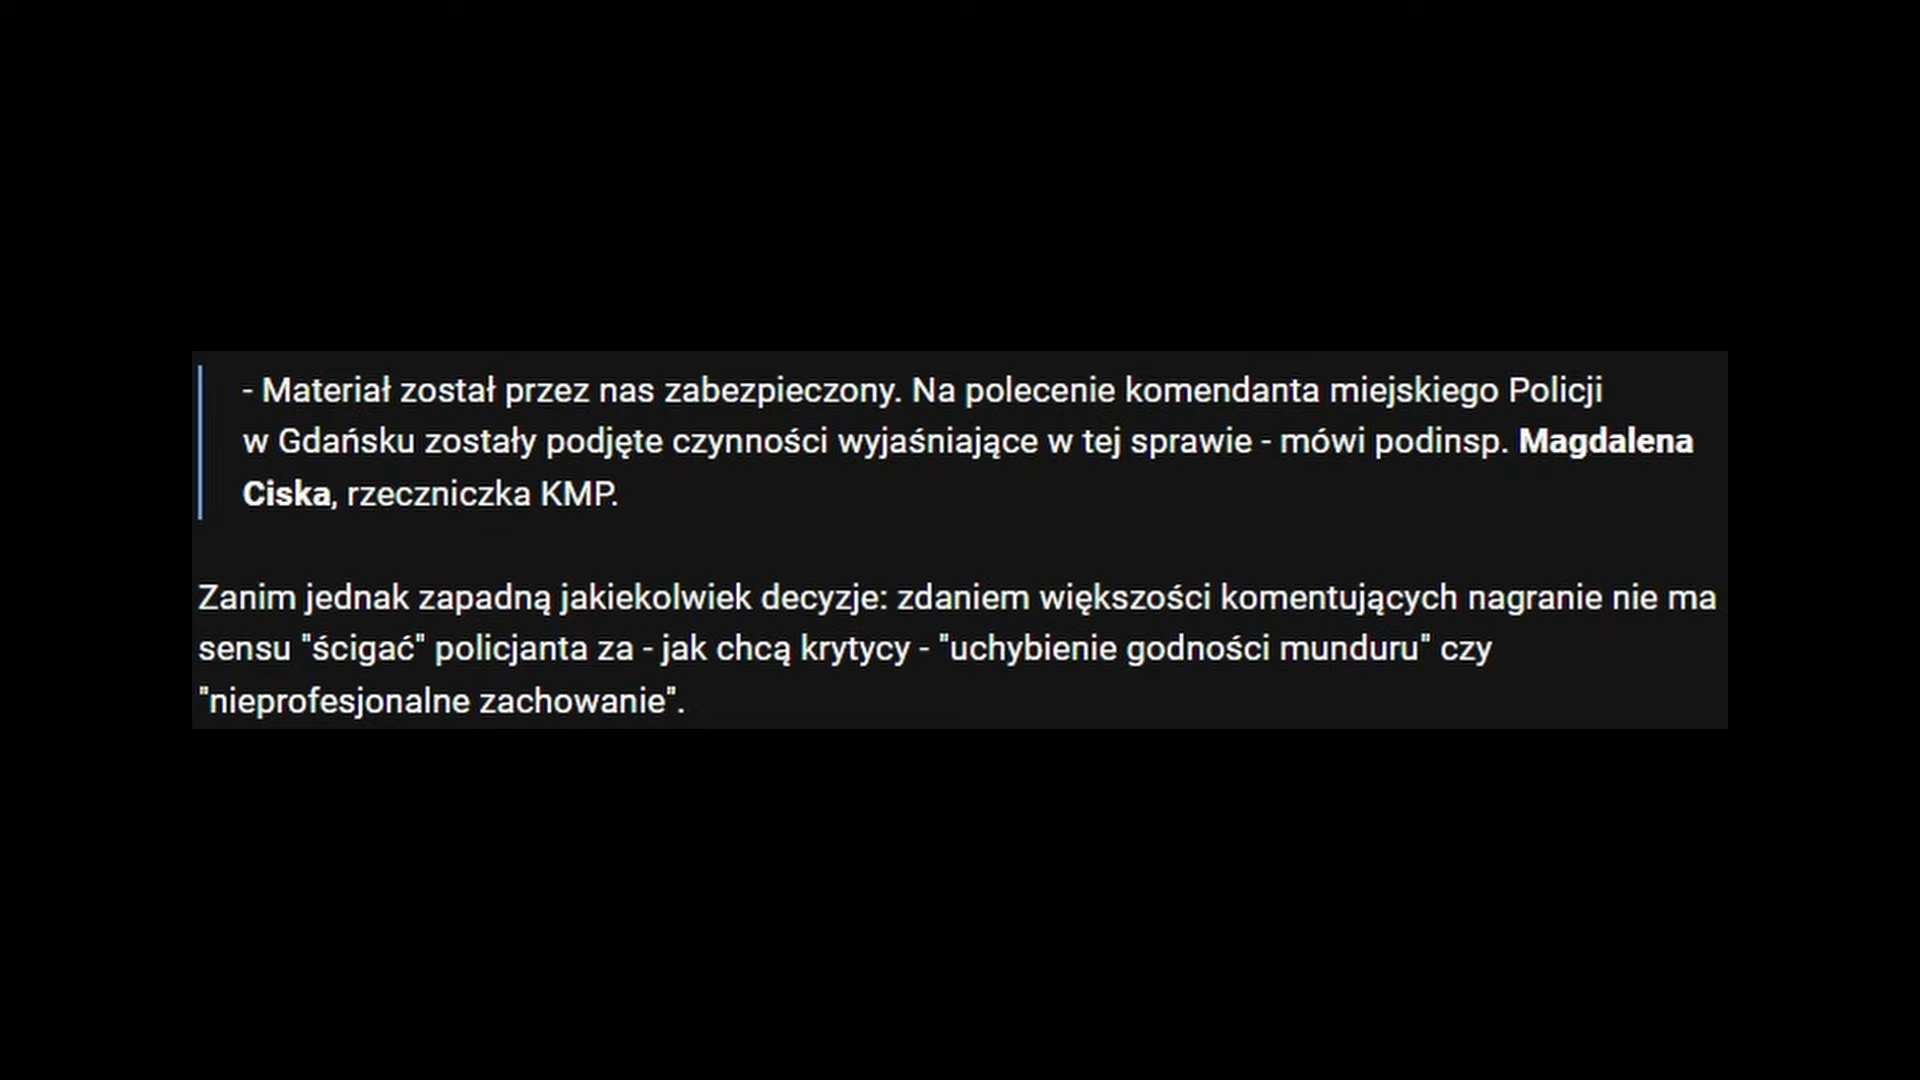 - Materiał został przez nas zabezpieczony. Na polecenie komendanta miejskiego Policji
w Gdańsku zostały podjęte czynności wyjaśniające w tej sprawie - mówi podinsp. Magdalena
Ciska, rzeczniczka KMP.
Zanim jednak zapadną jakiekolwiek decyzje: zdaniem większości komentujących nagranie nie ma
sensu "ścigać" policjanta za - jak chcą krytycy - "uchybienie godności munduru" czy
"nieprofesjonalne zachowanie".